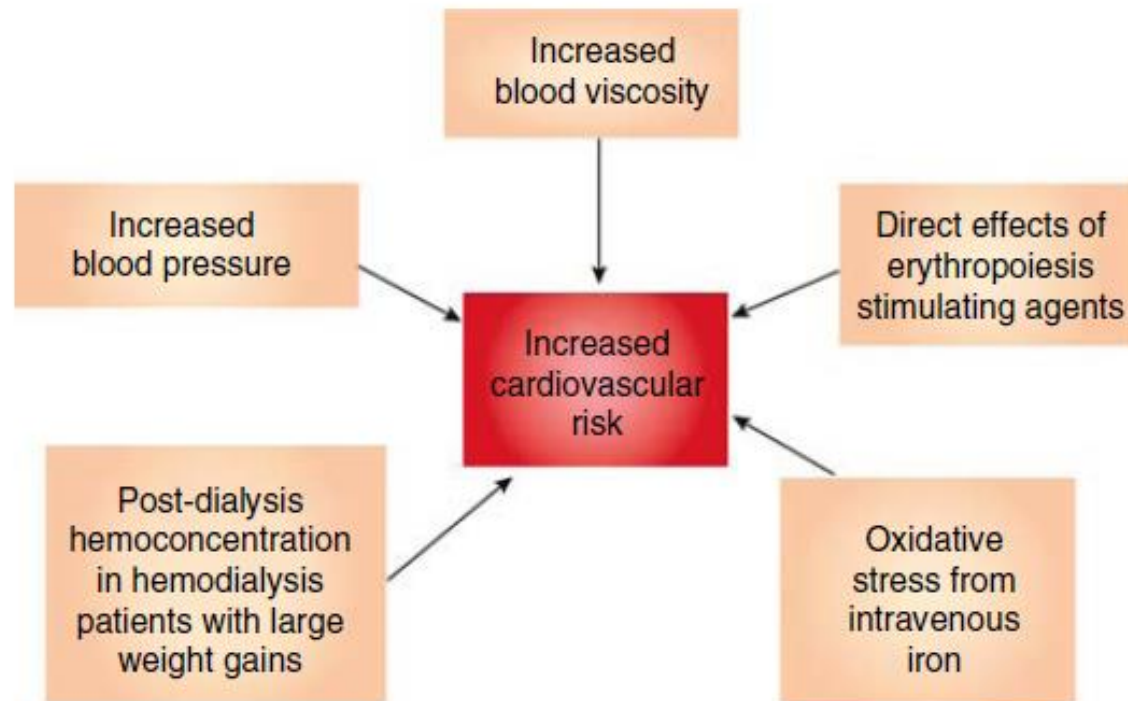 Increased
blood viscosity
Increased
blood pressure
Direct effects of
erythropoiesis
stimulating agents
Increased
cardiovascular
risk
Post-dialysis
hemoconcentration
in hemodialysis
patients with large
weight gains
Oxidative
stress from
intravenous
iron